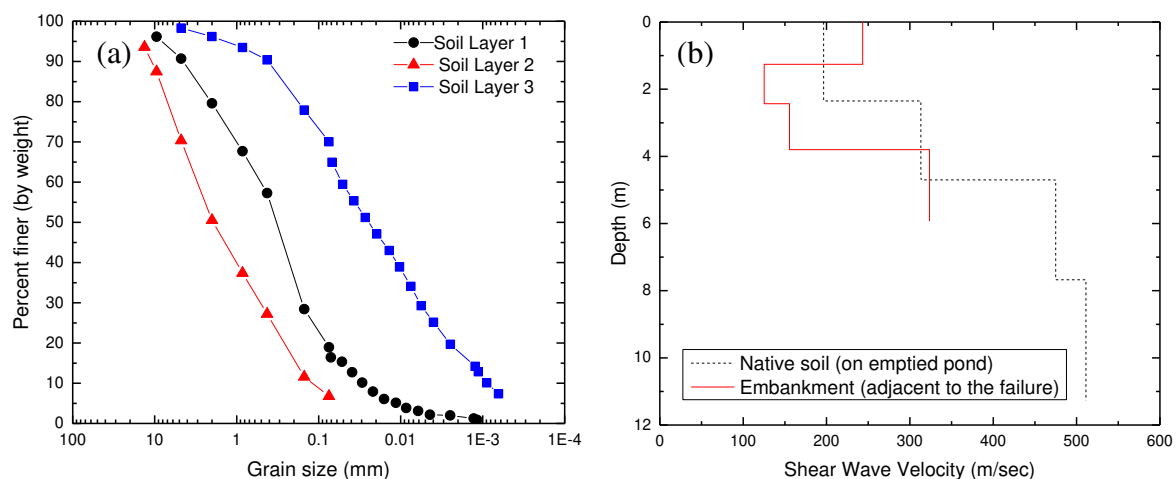 (a)
Soil Layer 1
Soil Layer 2
Soil Layer 3
100
90
80
70
60
50
40
30
20
10
0
Percent finer (by weight)
100 10 1 0.1 0.01 1E-3 1E-4
Grain size (mm)
(b)
0
2
4
6
8
10
12
Depth (m)
Native soil (on emptied pond)
Embankment (adjacent to the failure)
0 100 200 300 400 500 600
Shear Wave Velocity (m/sec)